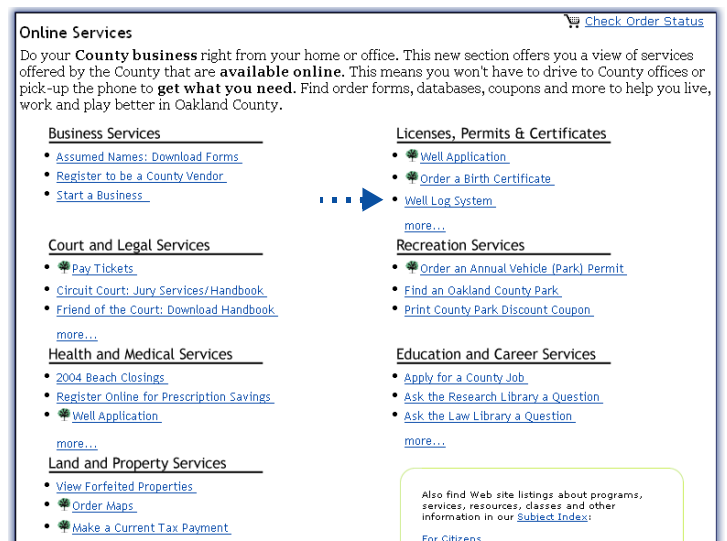 Check Order Status
Online Services
Do your County business right from your home or office. This new section offers you a view of services
offered by the County that are available online. This means you won't have to drive to County offices or
pick-up the phone to get what you need. Find order forms, databases, coupons and more to help you live,
work and play better in Oakland County.
Business Services
Assumed Names: Download Forms
Register to be a County Vendor
Start a Business
Licenses, Permits & Certificates
Well Application
Order a Birth Certificate
Well Log System
more...
Court and Legal Services
Pay Tickets
Circuit Court: Jury Services/Handbook
Friend of the Court: Download Handbook
more...
Recreation Services
Order an Annual Vehicle (Park) Permit
Find an Oakland County Park
Print County Park Discount Coupon
Health and Medical Services
2004 Beach Closings
Register Online for Prescription Savings
Well Application
more...
Education and Career Services
Apply for a County Job
Ask the Research Library a Question
Ask the Law Library a Question
more...
Land and Property Services
View Forfeited Properties
Order Maps
Make a Current Tax Payment
Also find Web site listings about programs,
services, resources, classes and other
information in our Subject Index:
For Citizens